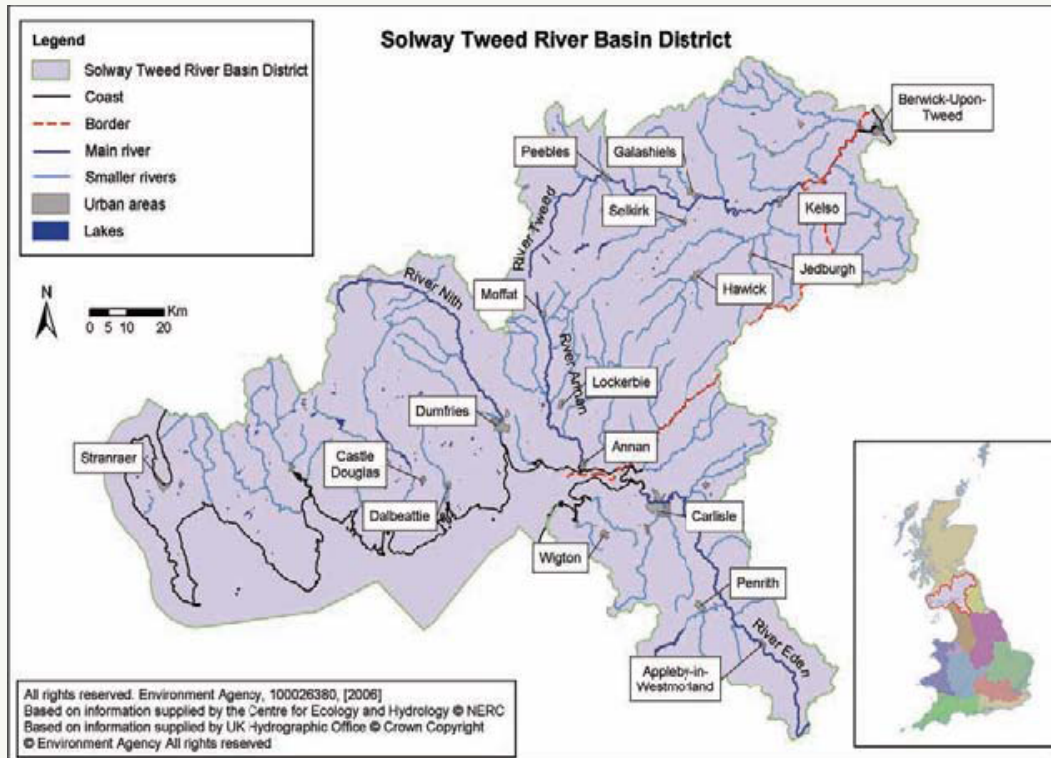 Solway Tweed River Basin District
Legend
Solway Tweed River Basin District
Coast
Border
Main river
Smaller rivers
Urban areas
Lakes
N
Km
0 5 10 20
Berwick-Upon-
Tweed
Peebles
Galashiels
Selkirk
Kelso
River Tweed
Jedburgh
Hawick
River Nith
Moffat
River Annan
Lockerbie
Dumfries
Annan
Stranraer
Castle
Douglas
Dalbeattie
Carlisle
Wigton
Penrith
River Eden
Appleby-in-
Westmorland
All rights reserved. Environment Agency, 100026380, [2006]
Based on information supplied by the Centre for Ecology and Hydrology © NERC
Based on information supplied by UK Hydrographic Office © Crown Copyright
© Environment Agency All rights reserved